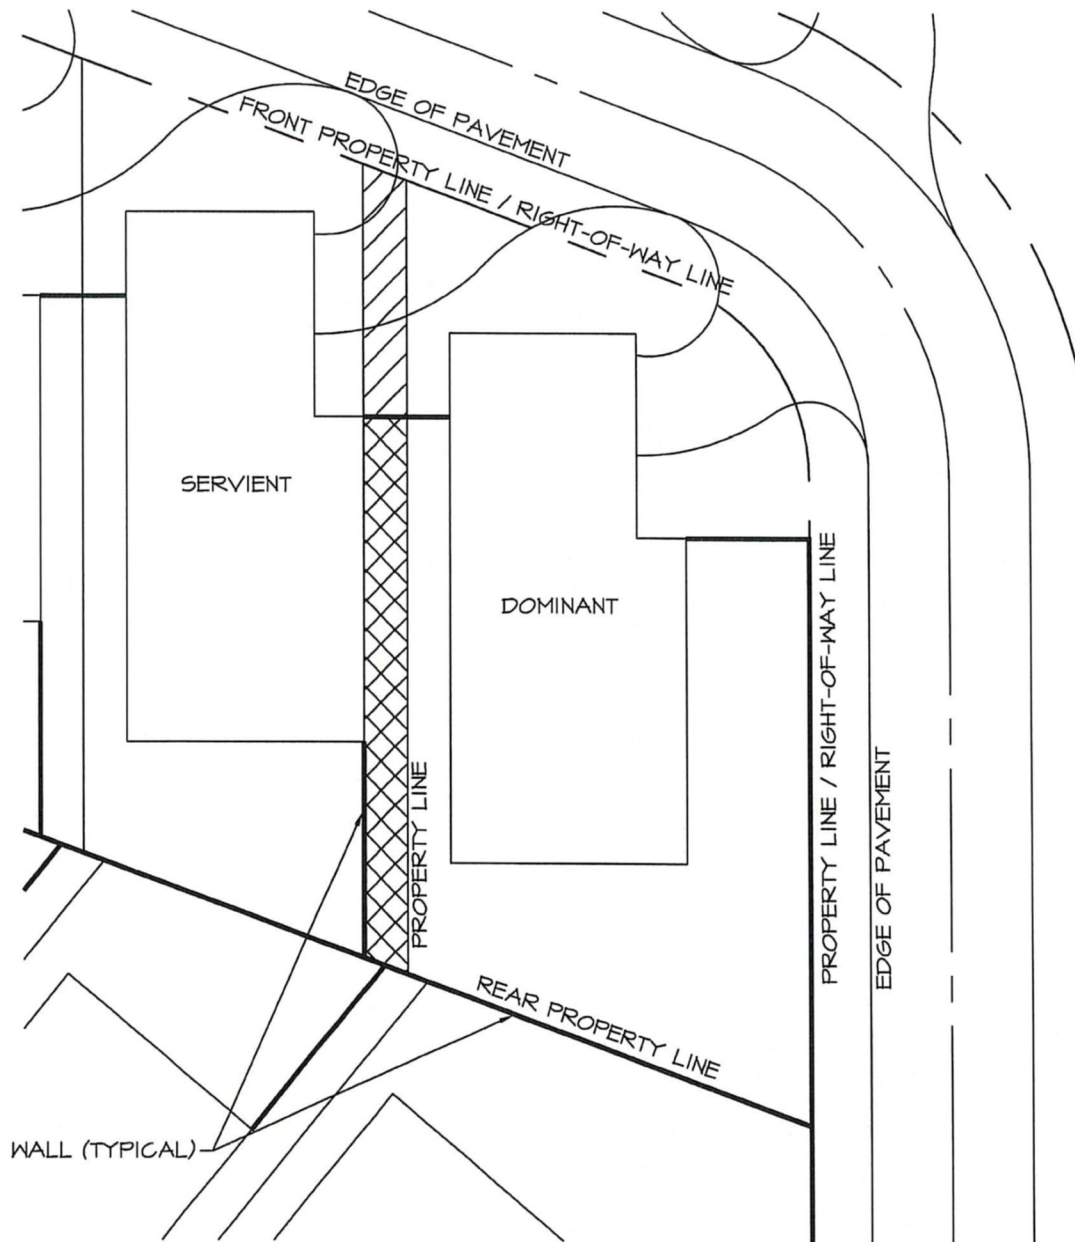 EDGE OF PAVEMENT
FRONT PROPERTY LINE / RIGHT-OF-WAY LINE
SERVIENT
DOMINANT
PROPERTY LINE / RIGHT-OF-WAY LINE
EDGE OF PAVEMENT
PROPERTY LINE
REAR PROPERTY LINE
WALL (TYPICAL)